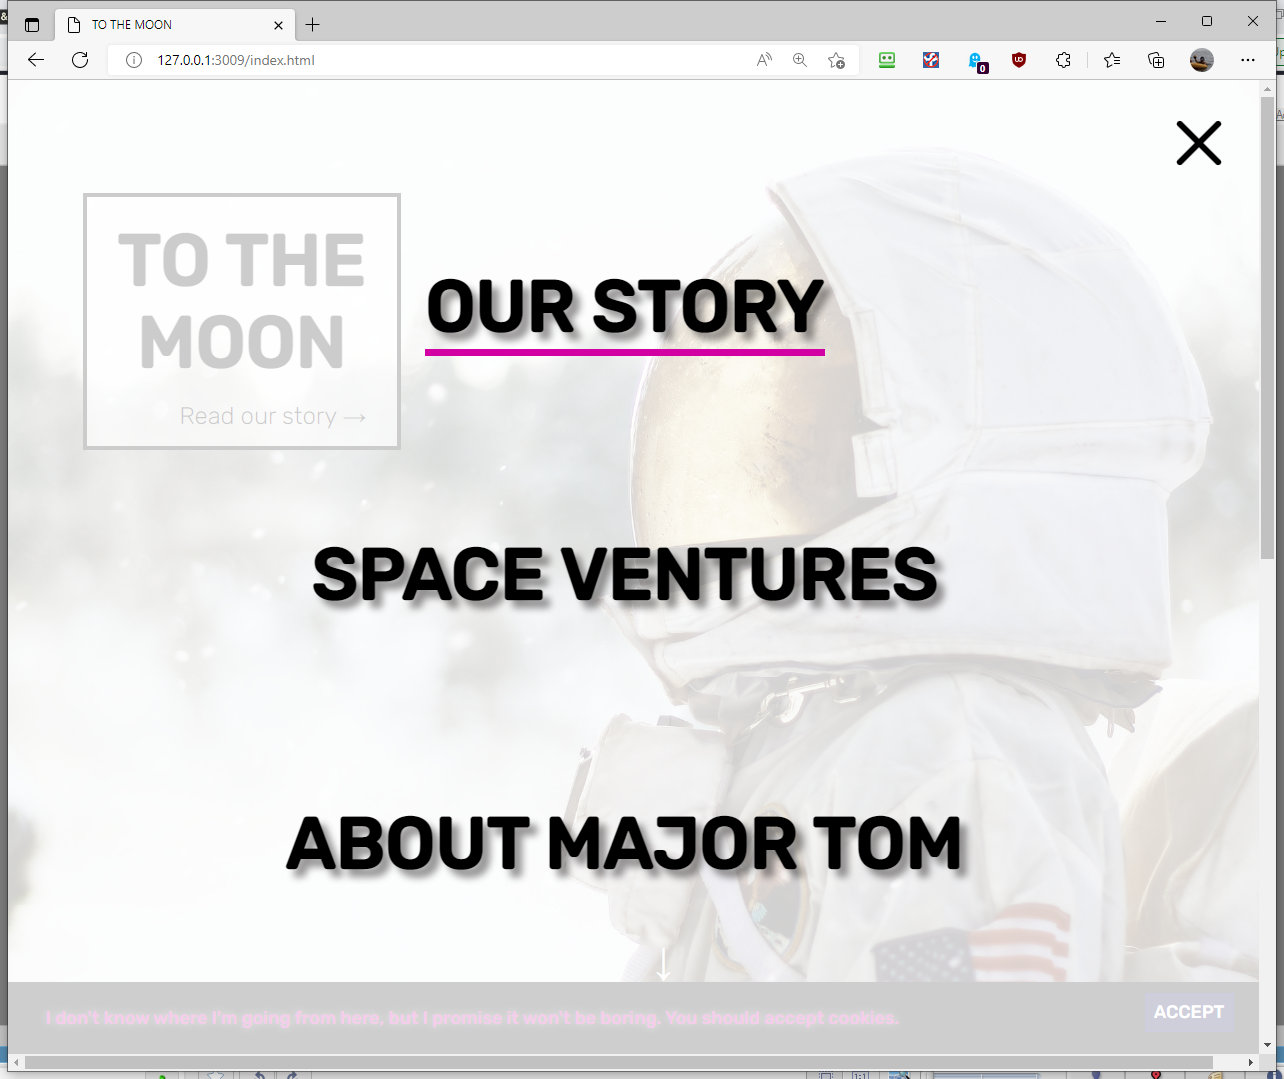 TO THE MOON
127.0.0.1:3009/index.html
0
TO THE
MOON
Read our story →
OUR STORY
SPACE VENTURES
ABOUT MAJOR TOM
I don't know where I'm going from here, but I promise it won't be boring. You should accept cookies.
ACCEPT
1:1